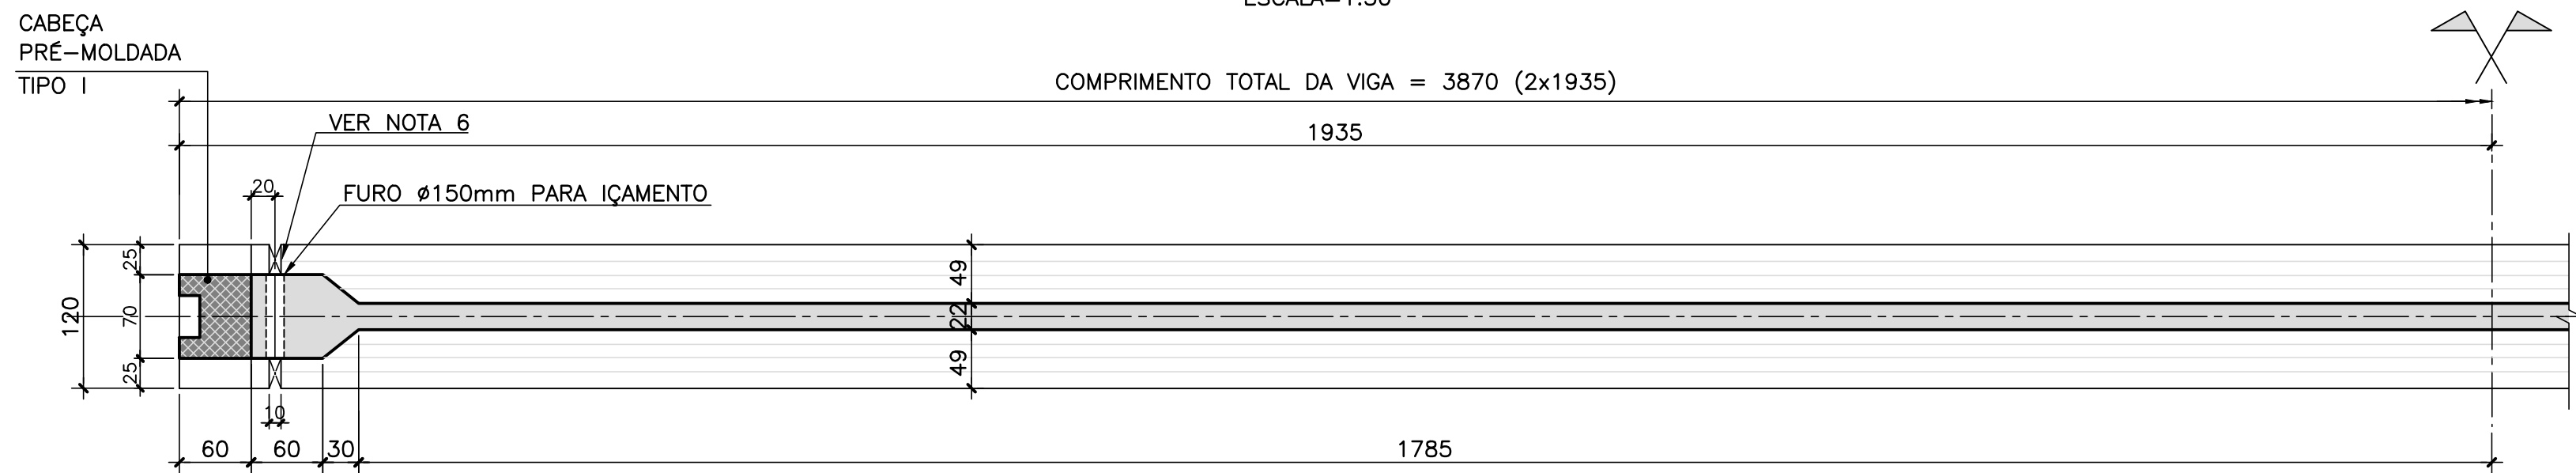 CABEÇA
PRÉ-MOLDADA
TIPO I
COMPRIMENTO TOTAL DA VIGA = 3870 (2x1935)
VER NOTA 6
1935
20
FURO ø150mm PARA IÇAMENTO
25
49
120
70
22
25
49
10
60
60
30
1785